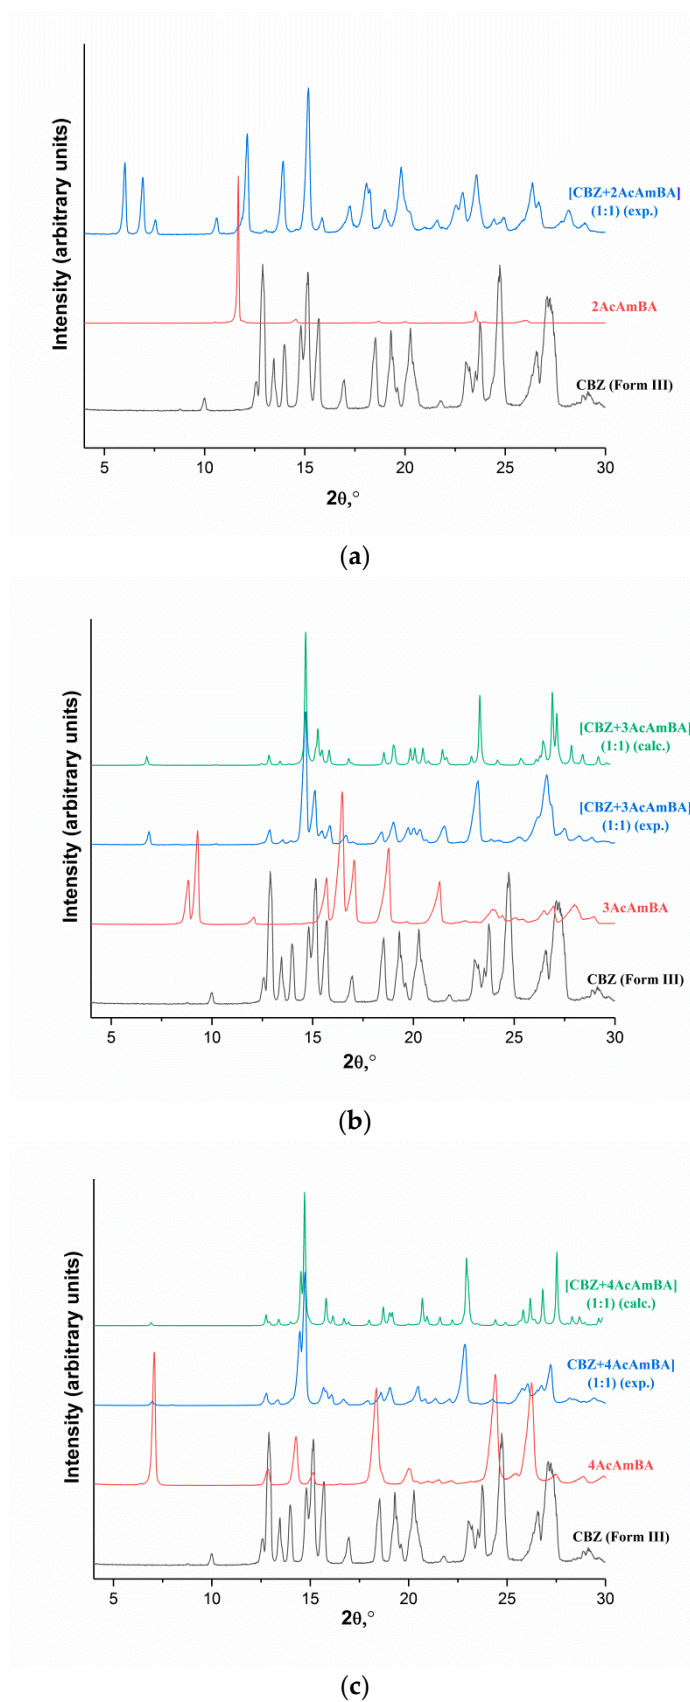 Intensity (arbitrary units)
[CBZ+2AcAmBA]
(1:1) (exp.)
2AcAmBA
CBZ (Form III)
5 10 15 20 25 30
2θ,°
(a)
Intensity (arbitrary units)
[CBZ+3AcAmBA]
(1:1) (calc.)
[CBZ+3AcAmBA]
(1:1) (exp.)
3AcAmBA
CBZ (Form III)
5 10 15 20 25 30
2θ,°
(b)
Intensity (arbitrary units)
[CBZ+4AcAmBA]
(1:1) (calc.)
CBZ+4AcAmBA]
(1:1) (exp.)
4AcAmBA
CBZ (Form III)
5 10 15 20 25 30
2θ,°
(c)